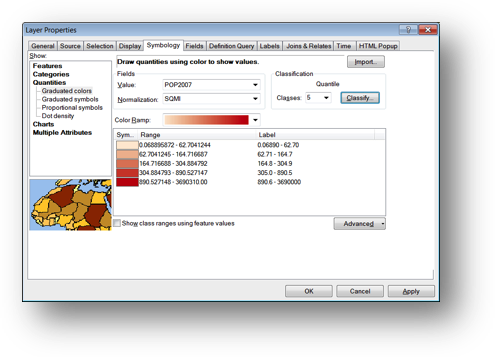 Layer Properties
General Source Selection Display Symbology Fields Definition Query Labels Joins & Relates Time HTML Popup
Show:
Features
Categories
Quantities
Graduated colors
Graduated symbols
Proportional symbols
Dot density
Charts
Multiple Attributes
Draw quantities using color to show values.
Import...
Fields
Value: POP2007
Normalization: SQMI
Classification
Quantile
Classes: 5 Classify...
Color Ramp:
Sym... Range Label
0.068895872 - 62.7041244 0.06890 - 62.70
62.7041245 - 164.716687 62.71 - 164.7
164.716688 - 304.884792 164.8 - 304.9
304.884793 - 890.527147 305.0 - 890.5
890.527148 - 3690310.00 890.6 - 3690000
Show class ranges using feature values
Advanced
OK Cancel Apply